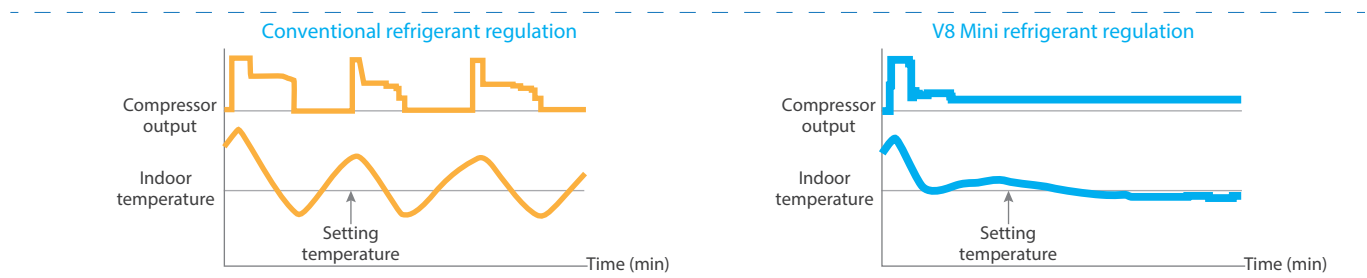 Conventional refrigerant regulation
Compressor
output
Indoor
temperature
Setting
temperature
Time (min)
V8 Mini refrigerant regulation
Compressor
output
Indoor
temperature
Setting
temperature
Time (min)